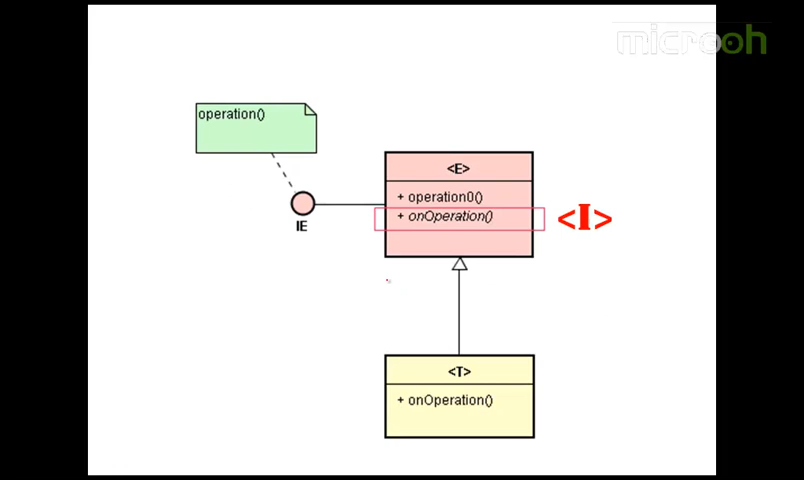 microoh
operation()
<E>
+ operation0()
+ onOperation()
<I>
IE
<T>
+ onOperation()